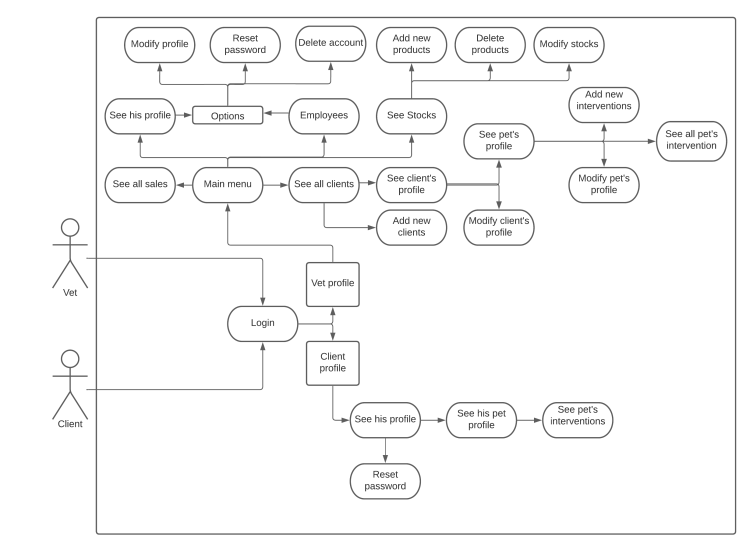 Modify profile
Reset
password
Delete account
Add new
products
Delete
products
Modify stocks
See his profile
Options
Employees
See Stocks
Add new
interventions
See pet's
profile
See all pet's
intervention
See all sales
Main menu
See all clients
See client's
profile
Modify pet's
profile
Add new
clients
Modify client's
profile
Vet
Vet profile
Login
Client
profile
Client
See his profile
See his pet
profile
See pet's
interventions
Reset
password